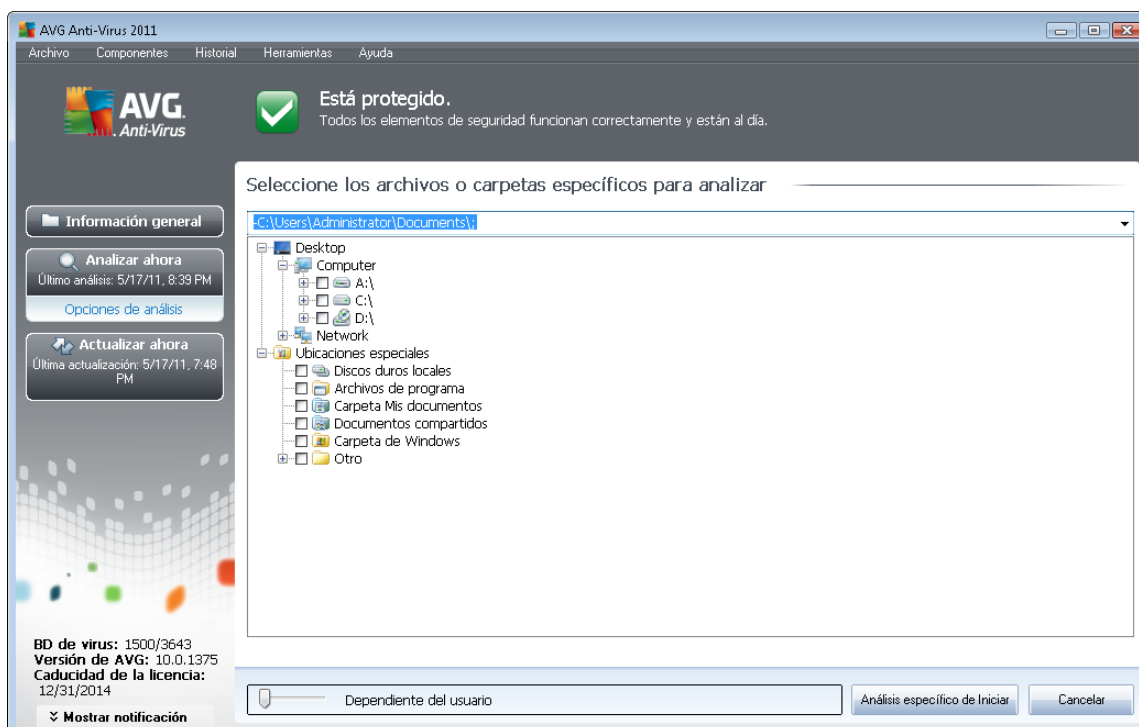 AVG Anti-Virus 2011
Archivo Componentes Historial Herramientas Ayuda
AVG.
Anti-Virus
Está protegido.
Todos los elementos de seguridad funcionan correctamente y están al día.
Seleccione los archivos o carpetas específicos para analizar
Información general
Analizar ahora
Último análisis: 5/17/11, 8:39 PM
Opciones de análisis
Actualizar ahora
Última actualización: 5/17/11, 7:48
PM
-C:\Users\Administrator\Documents\;
Desktop
Computer
A:\
C:\
D:\
Network
Ubicaciones especiales
Discos duros locales
Archivos de programa
Carpeta Mis documentos
Documentos compartidos
Carpeta de Windows
Otro
BD de virus: 1500/3643
Versión de AVG: 10.0.1375
Caducidad de la licencia:
12/31/2014
Mostrar notificación
Dependiente del usuario
Análisis específico de Iniciar
Cancelar